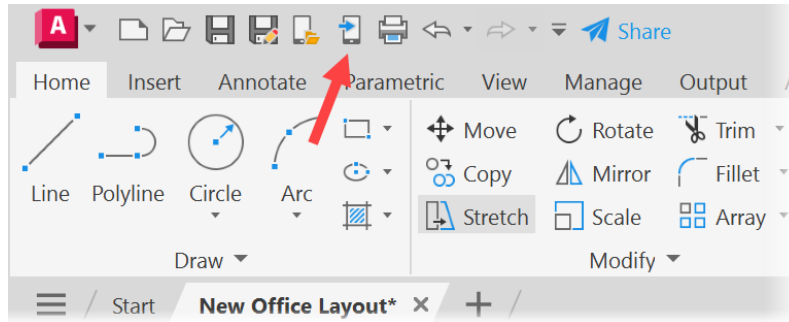 A Share
Home Insert Annotate Parametric View Manage Output
Move Rotate Trim
Copy Mirror Fillet
Line Polyline Circle Arc
Stretch Scale Array
Draw Modify
Start New Office Layout*